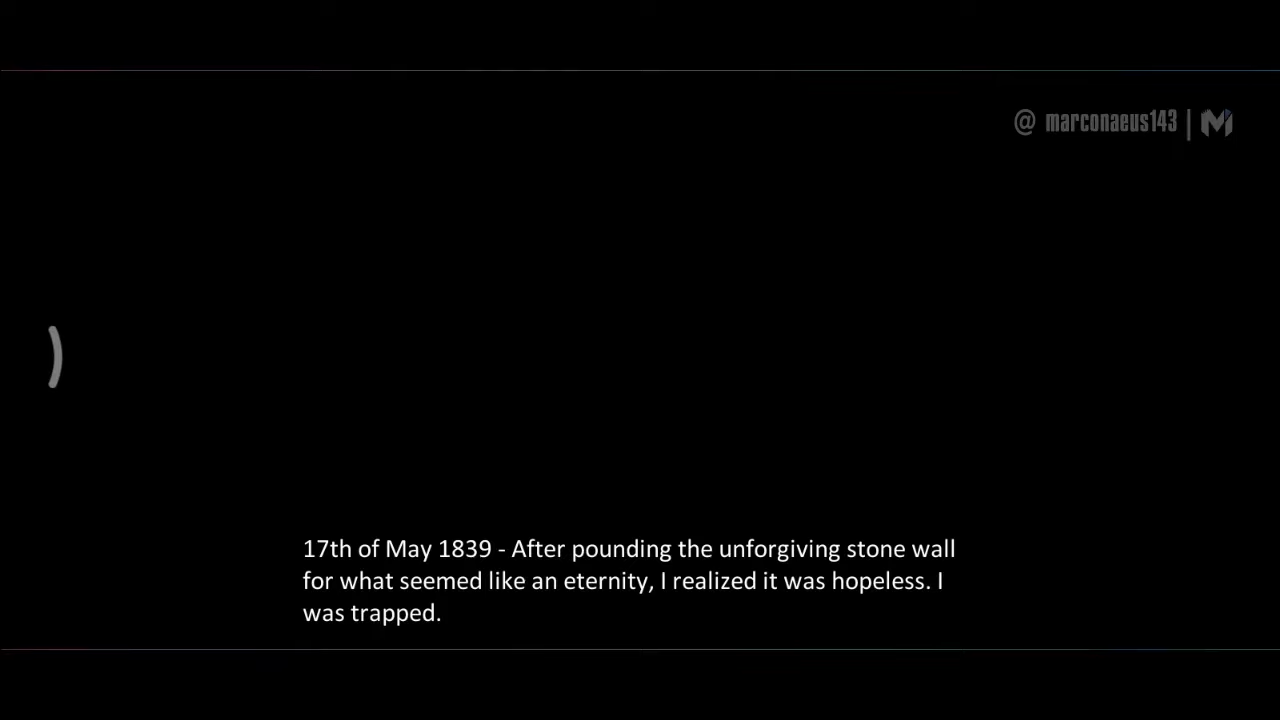 @ marconaeus143 | M
17th of May 1839 - After pounding the unforgiving stone wall
for what seemed like an eternity, I realized it was hopeless. I
was trapped.